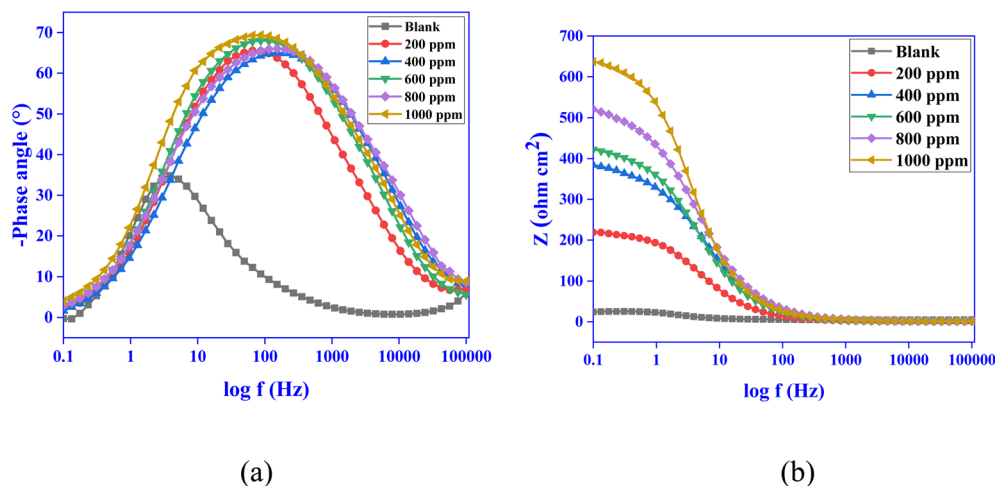 70
60
50
40
30
20
10
0
-Phase angle (°)
0.1 1 10 100 1000 10000 100000
log f (Hz)
Blank
200 ppm
400 ppm
600 ppm
800 ppm
1000 ppm
(a)
700
600
500
400
300
200
100
0
Z (ohm cm2)
0.1 1 10 100 1000 10000 100000
log f (Hz)
Blank
200 ppm
400 ppm
600 ppm
800 ppm
1000 ppm
(b)